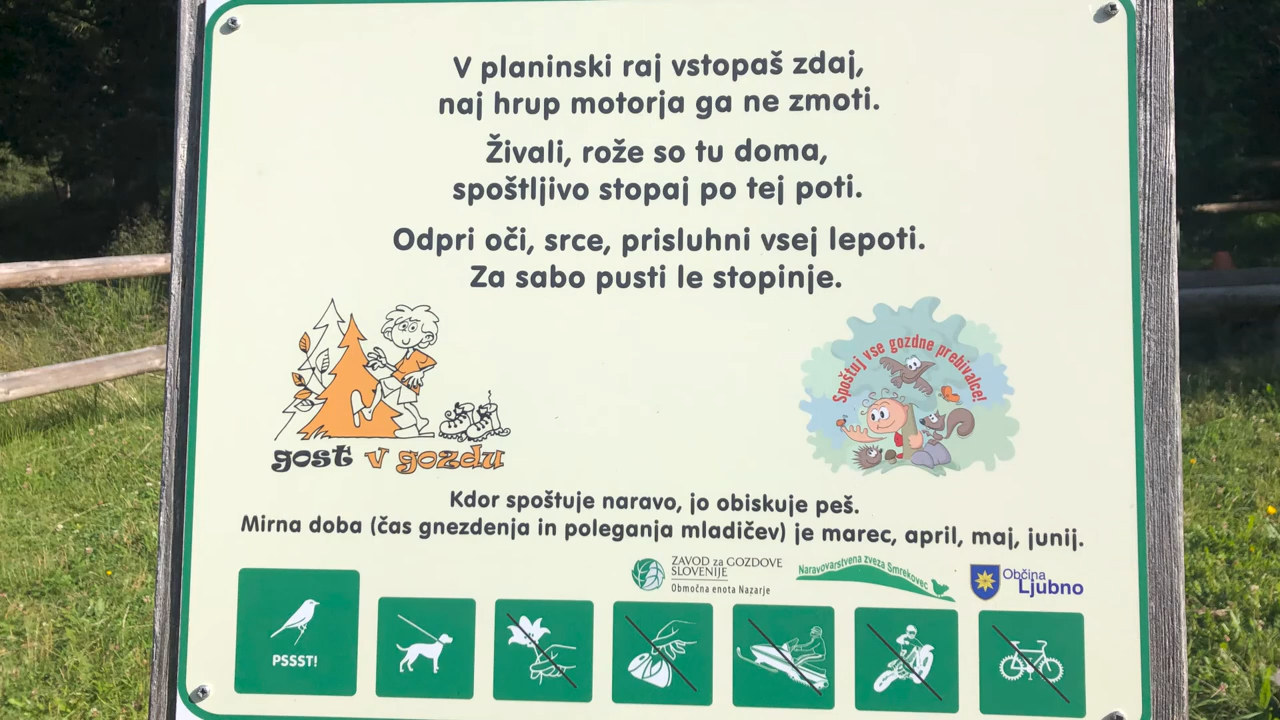 V planinski raj vstopaš zdaj,
naj hrup motorja ga ne zmoti.
Živali, rože so tu doma,
spoštljivo stopaj po tej poti.
Odpri oči, srce, prisluhni vsej lepoti.
Za sabo pusti le stopinje.
Spoštuj vse gozdne prebivalce!
gost v gozdu
Kdor spoštuje naravo, jo obiskuje peš.
Mirna doba (čas gnezdenja in poleganja mladičev) je marec, april, maj, junij.
ZAVOD za GOZDOVE
SLOVENIJE
Območna enota Nazarje
Naravovarstvena zveza Smrekovec
Občina
Ljubno
PSSST!